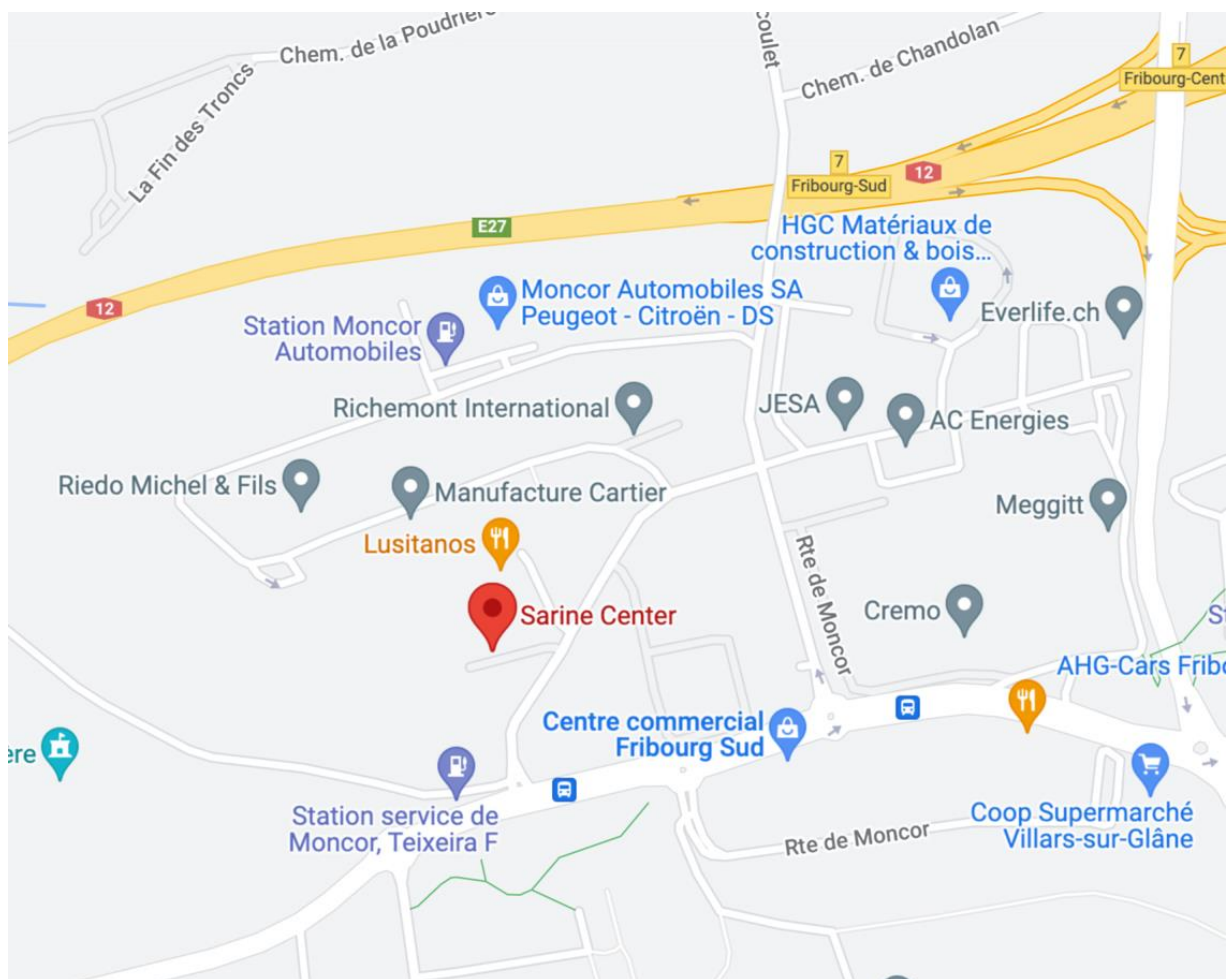 Chem. de la Poudrière
coulet
Chem. de Chandolan
7
Fribourg-Cent
La Fin des Troncs
7
Fribourg-Sud
12
E27
HGC Matériaux de
construction & bois...
12
Moncor Automobiles SA
Peugeot - Citroën - DS
Station Moncor
Automobiles
Everlife.ch
Richemont International
JESA
AC Energies
Riedo Michel & Fils
Manufacture Cartier
Meggitt
Lusitanos
Rte de Moncor
Sarine Center
Cremo
St
AHG-Cars Fribo
Centre commercial
Fribourg Sud
ere
Station service de
Moncor, Teixeira F
Coop Supermarché
Villars-sur-Glâne
Rte de Moncor